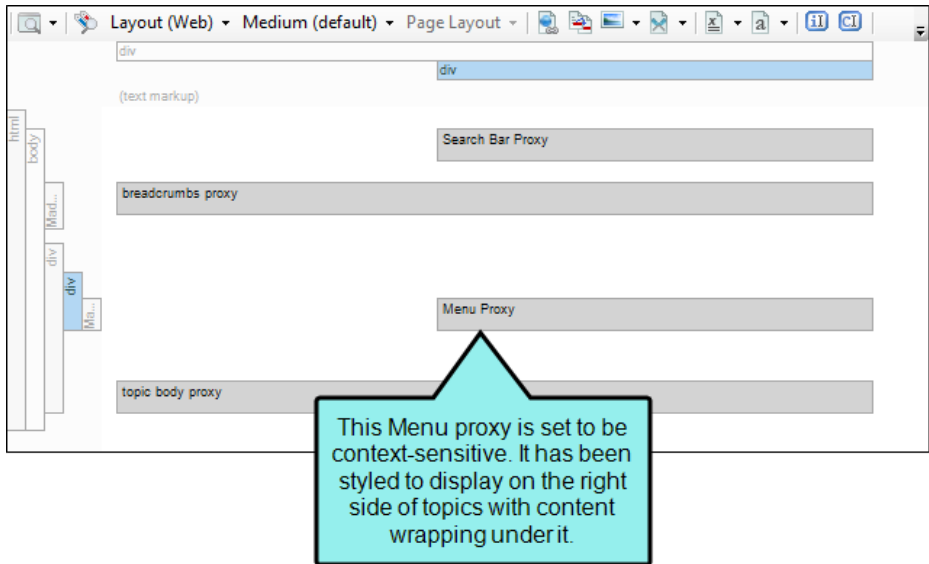 Layout (Web) Medium (default) Page Layout x a iI CI
div
div
(text markup)
html
body
Search Bar Proxy
breadcrumbs proxy
Mad...
div
div
Ma...
Menu Proxy
topic body proxy
This Menu proxy is set to be
context-sensitive. It has been
styled to display on the right
side of topics with content
wrapping under it.